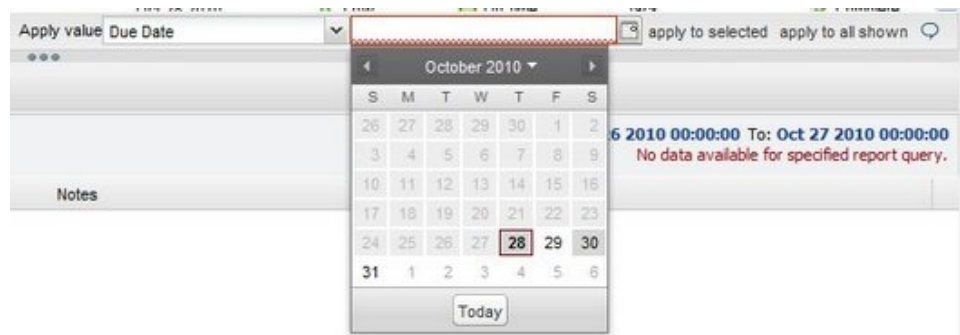 Apply value Due Date apply to selected apply to all shown
October 2010
S M T W T F S
26 27 28 29 30 1 2
6 2010 00:00:00 To: Oct 27 2010 00:00:00
3 4 5 6 7 8 9
No data available for specified report query.
10 11 12 13 14 15 16
Notes
17 18 19 20 21 22 23
24 25 26 27 28 29 30
31 1 2 3 4 5 6
Today